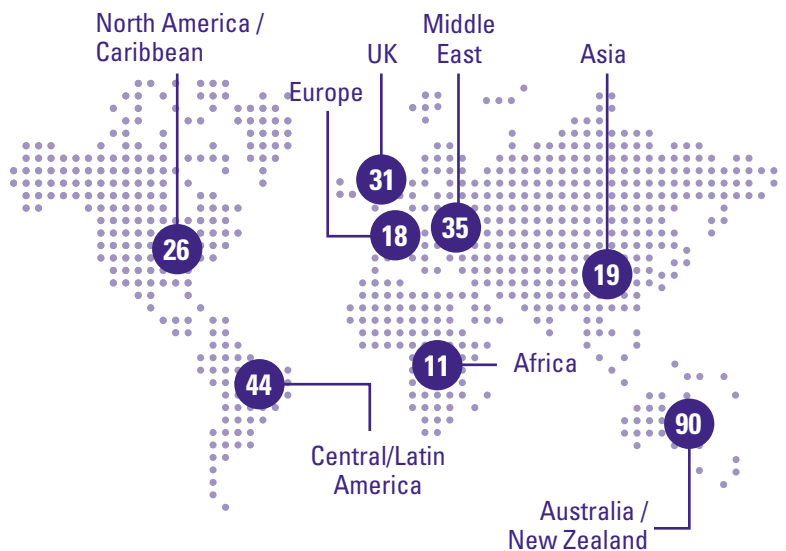 North America /
Caribbean
26
Europe
18
UK
31
Middle
East
35
Asia
19
Africa
11
44
Central/Latin
America
90
Australia /
New Zealand